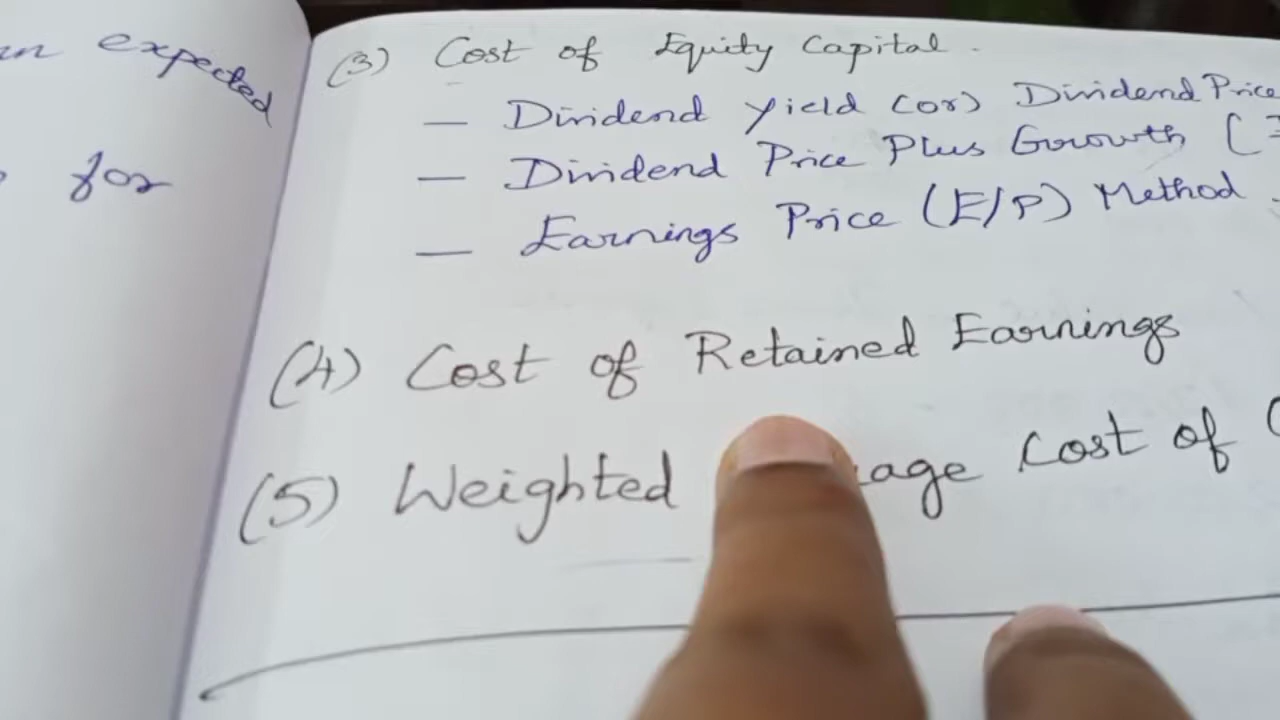 an expected
for
(3) Cost of Equity Capital.
— Dividend Yield (or) Dividend Price
— Dividend Price Plus Growth [
— Earnings Price (E/P) Method
(4) Cost of Retained Earnings
(5) Weighted Cost of